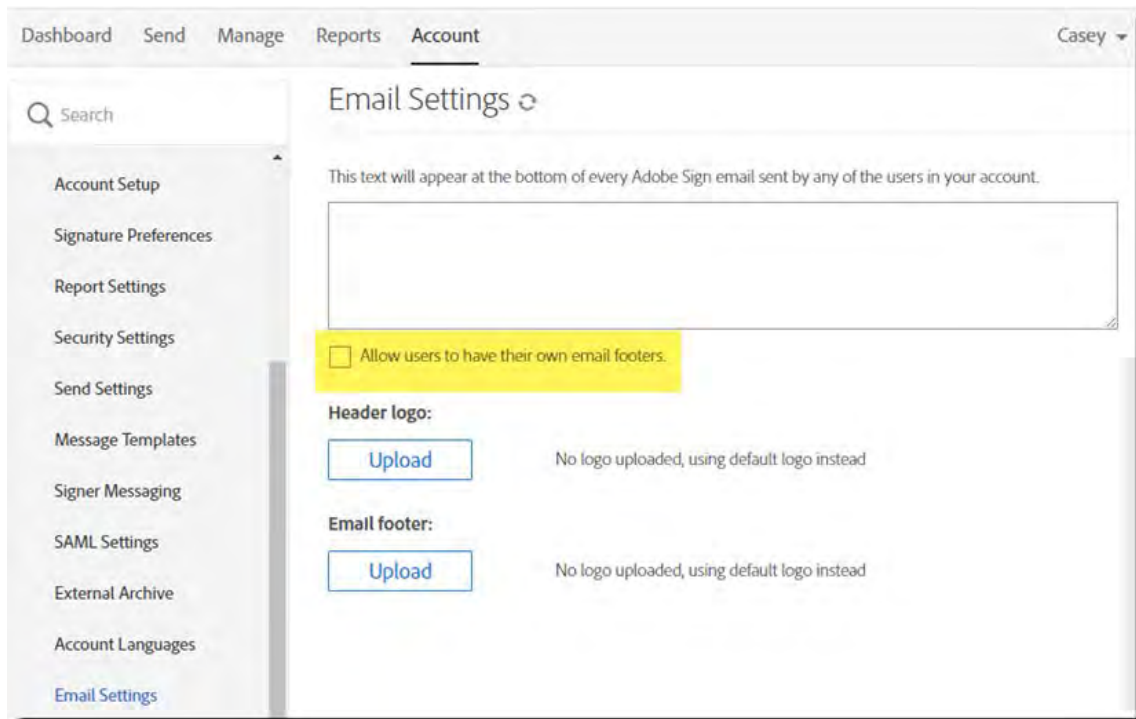 Dashboard Send Manage Reports Account Casey
Search
Account Setup
Signature Preferences
Report Settings
Security Settings
Send Settings
Message Templates
Signer Messaging
SAML Settings
External Archive
Account Languages
Email Settings
Email Settings
This text will appear at the bottom of every Adobe Sign email sent by any of the users in your account.
Allow users to have their own email footers.
Header logo:
Upload No logo uploaded, using default logo instead
Email footer:
Upload No logo uploaded, using default logo instead